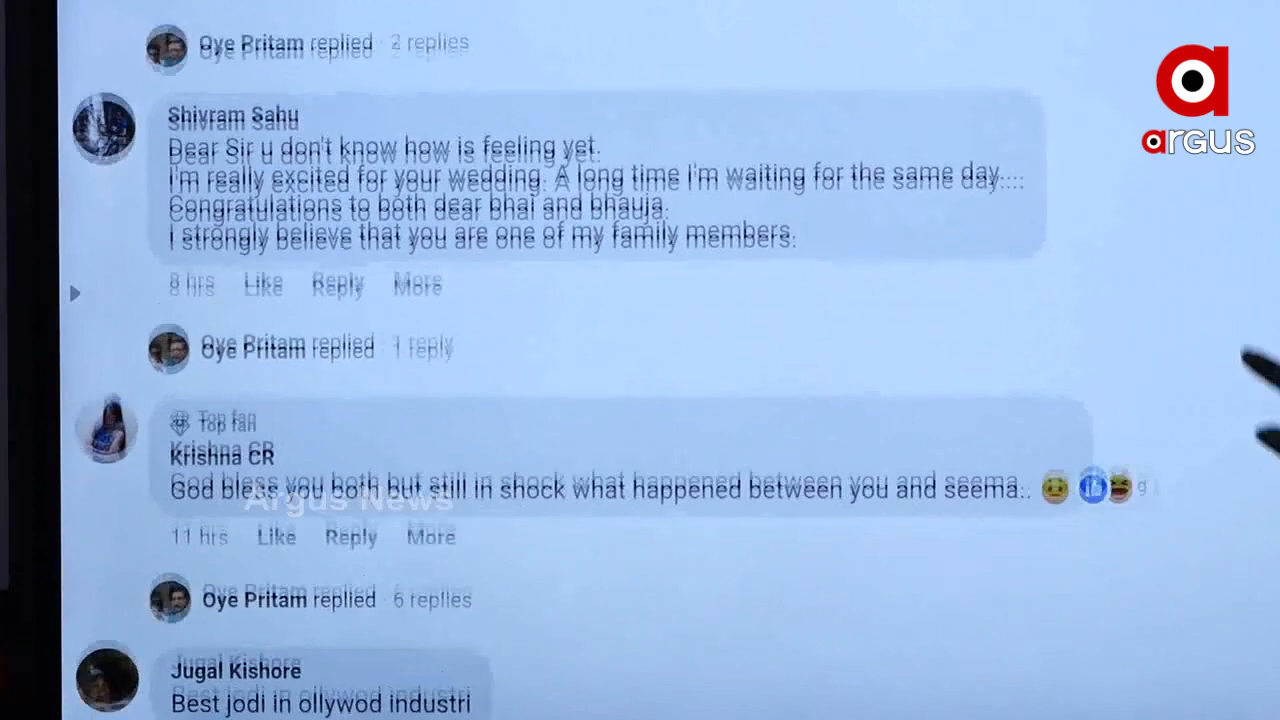 Oye Pritam replied · 2 replies
argus
Shivram Sahu
Dear Sir u don't know how is feeling yet.
I'm really excited for your wedding. A long time I'm waiting for the same day....
Congratulations to both dear bhai and bhauja.
I strongly believe that you are one of my family members.
8 hrs Like Reply More
Oye Pritam replied · 1 reply
Top fan
Krishna CR
God bless you both but still in shock what happened between you and seema.. 9
Argus News
11 hrs Like Reply More
Oye Pritam replied · 6 replies
Jugal Kishore
Best jodi in ollywod industri